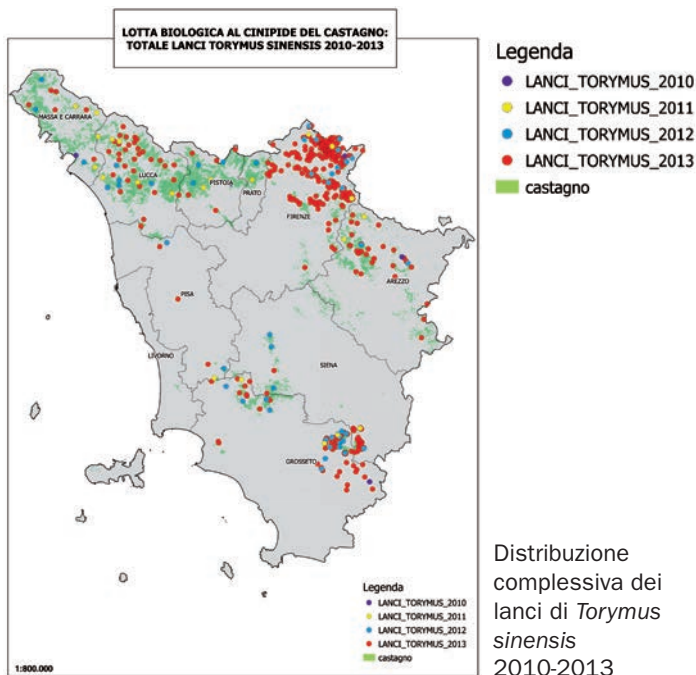 LOTTA BIOLOGICA AL CINIPIDE DEL CASTAGNO:
TOTALE LANCI TORYMUS SINENSIS 2010-2013
MASSA E CARRARA
LUCCA
PISTOIA
PRATO
FIRENZE
AREZZO
PISA
LIVORNO
SIENA
GROSSETO
Legenda
LANCI_TORYMUS_2010
LANCI_TORYMUS_2011
LANCI_TORYMUS_2012
LANCI_TORYMUS_2013
castagno
1:800.000
Legenda
LANCI_TORYMUS_2010
LANCI_TORYMUS_2011
LANCI_TORYMUS_2012
LANCI_TORYMUS_2013
castagno
Distribuzione
complessiva dei
lanci di Torymus
sinensis
2010-2013